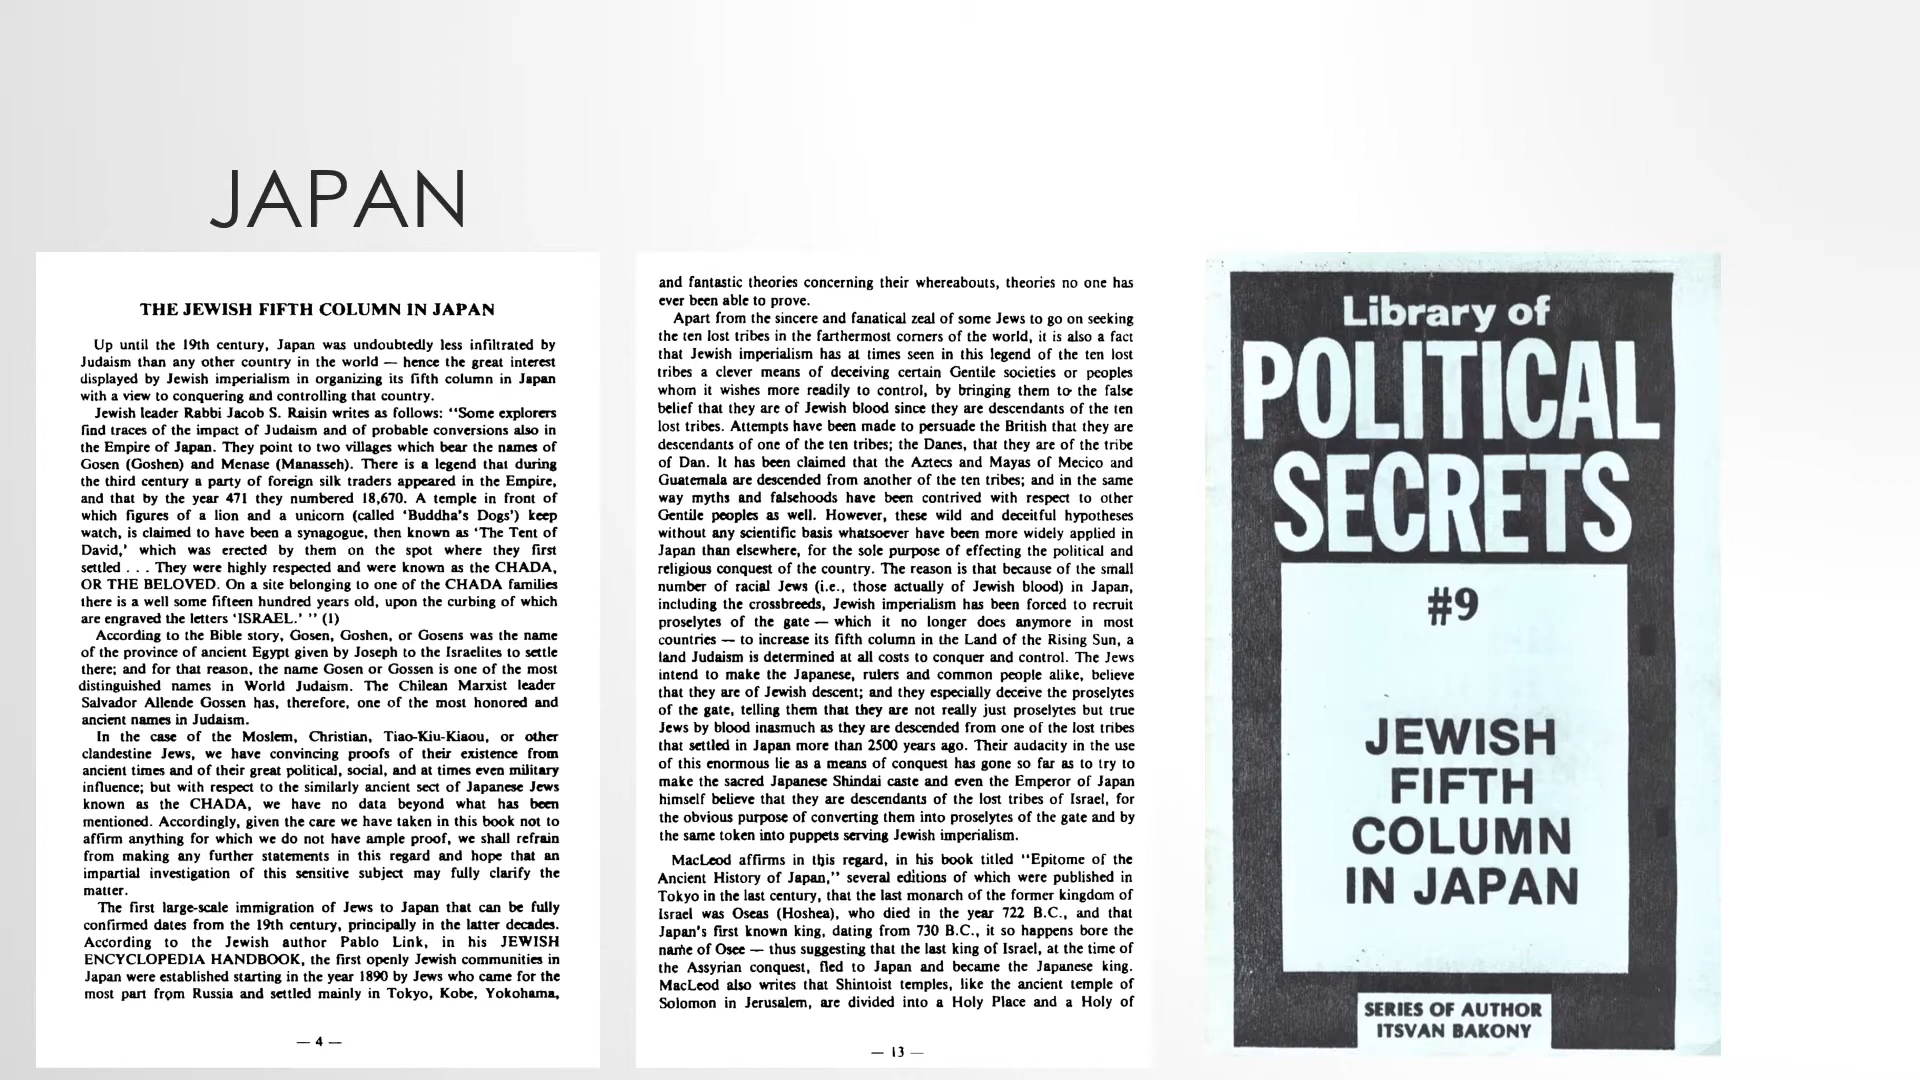 JAPAN
THE JEWISH FIFTH COLUMN IN JAPAN
Up until the 19th century, Japan was undoubtedly less infiltrated by
Judaism than any other country in the world — hence the great interest
displayed by Jewish imperialism in organizing its fifth column in Japan
with a view to conquering and controlling that country.
Jewish leader Rabbi Jacob S. Raisin writes as follows: "Some explorers
find traces of the impact of Judaism and of probable conversions also in
the Empire of Japan. They point to two villages which bear the names of
Gosen (Goshen) and Menase (Manasseh). There is a legend that during
the third century a party of foreign silk traders appeared in the Empire,
and that by the year 471 they numbered 18,670. A temple in front of
which figures of a lion and a unicorn (called 'Buddha's Dogs') keep
watch, is claimed to have been a synagogue, then known as 'The Tent of
David,' which was erected by them on the spot where they first
settled . . . They were highly respected and were known as the CHADA,
OR THE BELOVED. On a site belonging to one of the CHADA families
there is a well some fifteen hundred years old, upon the curbing of which
are engraved the letters 'ISRAEL.' " (1)
According to the Bible story, Gosen, Goshen, or Gosens was the name
of the province of ancient Egypt given by Joseph to the Israelites to settle
there; and for that reason, the name Gosen or Gossen is one of the most
distinguished names in World Judaism. The Chilean Marxist leader
Salvador Allende Gossen has, therefore, one of the most honored and
ancient names in Judaism.
In the case of the Moslem, Christian, Tiao-Kiu-Kiaou, or other
clandestine Jews, we have convincing proofs of their existence from
ancient times and of their great political, social, and at times even military
influence; but with respect to the similarly ancient sect of Japanese Jews
known as the CHADA, we have no data beyond what has been
mentioned. Accordingly, given the care we have taken in this book not to
affirm anything for which we do not have ample proof, we shall refrain
from making any further statements in this regard and hope that an
impartial investigation of this sensitive subject may fully clarify the
matter.
The first large-scale immigration of Jews to Japan that can be fully
confirmed dates from the 19th century, principally in the latter decades.
According to the Jewish author Pablo Link, in his JEWISH
ENCYCLOPEDIA HANDBOOK, the first openly Jewish communities in
Japan were established starting in the year 1890 by Jews who came for the
most part from Russia and settled mainly in Tokyo, Kobe, Yokohama,
— 4 —
and fantastic theories concerning their whereabouts, theories no one has
ever been able to prove.
Apart from the sincere and fanatical zeal of some Jews to go on seeking
the ten lost tribes in the farthermost corners of the world, it is also a fact
that Jewish imperialism has at times seen in this legend of the ten lost
tribes a clever means of deceiving certain Gentile societies or peoples
whom it wishes more readily to control, by bringing them to the false
belief that they are of Jewish blood since they are descendants of the ten
lost tribes. Attempts have been made to persuade the British that they are
descendants of one of the ten tribes; the Danes, that they are of the tribe
of Dan. It has been claimed that the Aztecs and Mayas of Mecico and
Guatemala are descended from another of the ten tribes; and in the same
way myths and falsehoods have been contrived with respect to other
Gentile peoples as well. However, these wild and deceitful hypotheses
without any scientific basis whatsoever have been more widely applied in
Japan than elsewhere, for the sole purpose of effecting the political and
religious conquest of the country. The reason is that because of the small
number of racial Jews (i.e., those actually of Jewish blood) in Japan,
including the crossbreeds, Jewish imperialism has been forced to recruit
proselytes of the gate — which it no longer does anymore in most
countries — to increase its fifth column in the Land of the Rising Sun, a
land Judaism is determined at all costs to conquer and control. The Jews
intend to make the Japanese, rulers and common people alike, believe
that they are of Jewish descent; and they especially deceive the proselytes
of the gate, telling them that they are not really just proselytes but true
Jews by blood inasmuch as they are descended from one of the lost tribes
that settled in Japan more than 2500 years ago. Their audacity in the use
of this enormous lie as a means of conquest has gone so far as to try to
make the sacred Japanese Shindai caste and even the Emperor of Japan
himself believe that they are descendants of the lost tribes of Israel, for
the obvious purpose of converting them into proselytes of the gate and by
the same token into puppets serving Jewish imperialism.
MacLeod affirms in this regard, in his book titled "Epitome of the
Ancient History of Japan," several editions of which were published in
Tokyo in the last century, that the last monarch of the former kingdom of
Israel was Oseas (Hoshea), who died in the year 722 B.C., and that
Japan's first known king, dating from 730 B.C., it so happens bore the
name of Osee — thus suggesting that the last king of Israel, at the time of
the Assyrian conquest, fled to Japan and became the Japanese king.
MacLeod also writes that Shintoist temples, like the ancient temple of
Solomon in Jerusalem, are divided into a Holy Place and a Holy of
— 13 —
Library of
POLITICAL
SECRETS
#9
JEWISH
FIFTH
COLUMN
IN JAPAN
SERIES OF AUTHOR
ITSVAN BAKONY